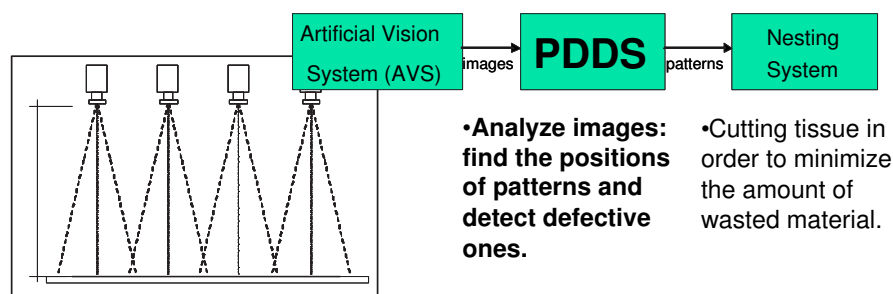 Artificial Vision
System (AVS)
images
PDDS
patterns
Nesting
System
•Analyze images:
find the positions
of patterns and
detect defective
ones.
•Cutting tissue in
order to minimize
the amount of
wasted material.